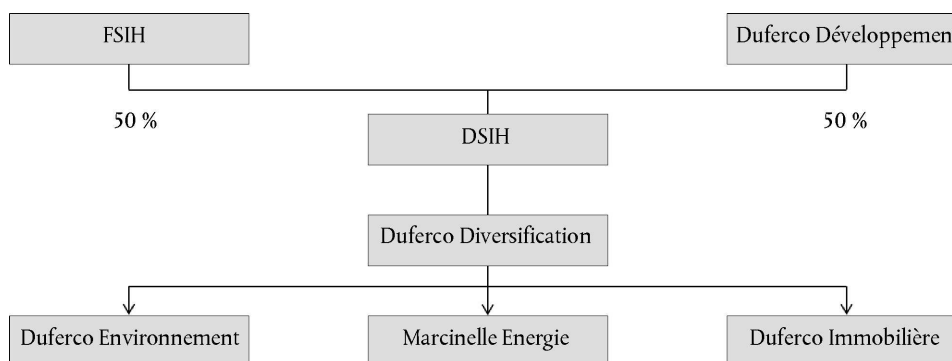 FSIH
Duferco Développemen
50 %
50 %
DSIH
Duferco Diversification
Duferco Environnement
Marcinelle Energie
Duferco Immobilière